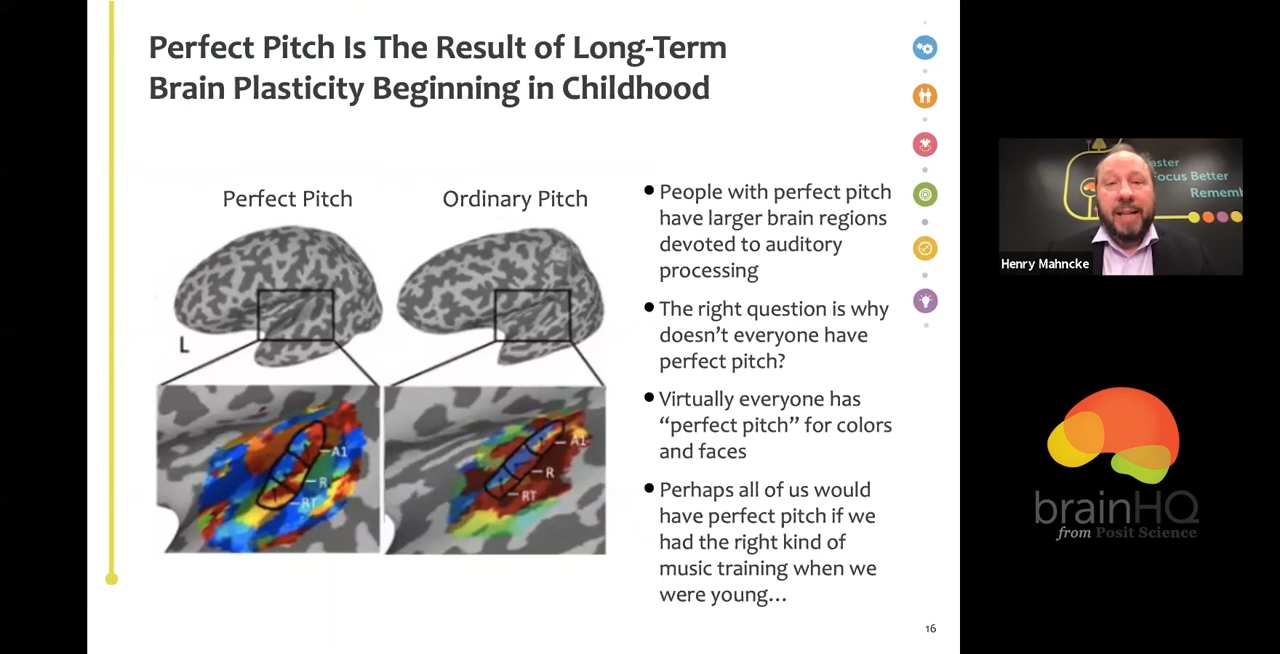 Perfect Pitch Is The Result of Long-Term
Brain Plasticity Beginning in Childhood
Perfect Pitch
Ordinary Pitch
L
A1
R
RT
A1
R
RT
● People with perfect pitch
have larger brain regions
devoted to auditory
processing
● The right question is why
doesn’t everyone have
perfect pitch?
● Virtually everyone has
“perfect pitch” for colors
and faces
● Perhaps all of us would
have perfect pitch if we
had the right kind of
music training when we
were young…
16
aster
Focus Better
Rememb
Henry Mahncke
brainHQ
from Posit Science